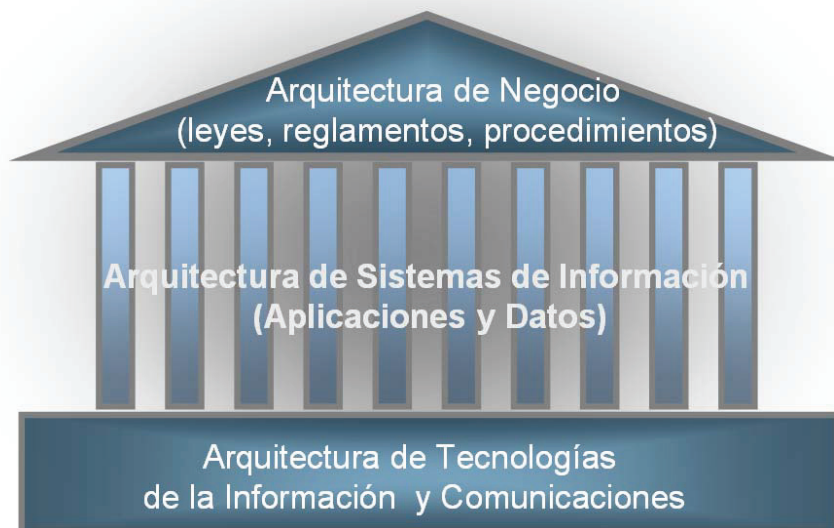 Arquitectura de Negocio
(leyes, reglamentos, procedimientos)
Arquitectura de Sistemas de Información
(Aplicaciones y Datos)
Arquitectura de Tecnologías
de la Información y Comunicaciones